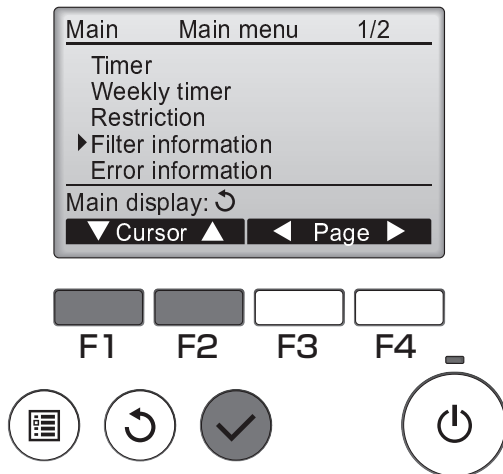 Main Main menu 1/2
Timer
Weekly timer
Restriction
Filter information
Error information
Main display:
Cursor Page
F1 F2 F3 F4